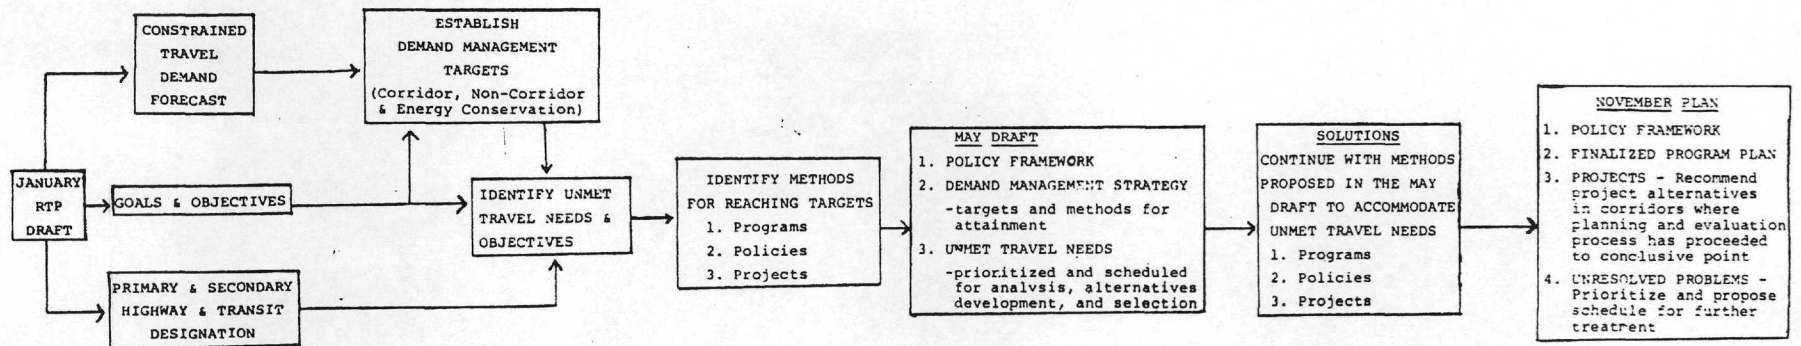 CONSTRAINED
TRAVEL
DEMAND
FORECAST
ESTABLISH
DEMAND MANAGEMENT
TARGETS
(Corridor, Non-Corridor
& Energy Conservation)
JANUARY
RTP
DRAFT
GOALS & OBJECTIVES
PRIMARY & SECONDARY
HIGHWAY & TRANSIT
DESIGNATION
IDENTIFY UNMET
TRAVEL NEEDS &
OBJECTIVES
IDENTIFY METHODS
FOR REACHING TARGETS
1. Programs
2. Policies
3. Projects
MAY DRAFT
1. POLICY FRAMEWORK
2. DEMAND MANAGEMENT STRATEGY
-targets and methods for
attainment
3. UNMET TRAVEL NEEDS
-prioritized and scheduled
for analysis, alternatives
development, and selection
SOLUTIONS
CONTINUE WITH METHODS
PROPOSED IN THE MAY
DRAFT TO ACCOMMODATE
UNMET TRAVEL NEEDS
1. Programs
2. Policies
3. Projects
NOVEMBER PLAN
1. POLICY FRAMEWORK
2. FINALIZED PROGRAM PLAN
3. PROJECTS - Recommend
project alternatives
in corridors where
planning and evaluation
process has proceeded
to conclusive point
4. UNRESOLVED PROBLEMS -
Prioritize and propose
schedule for further
treatment